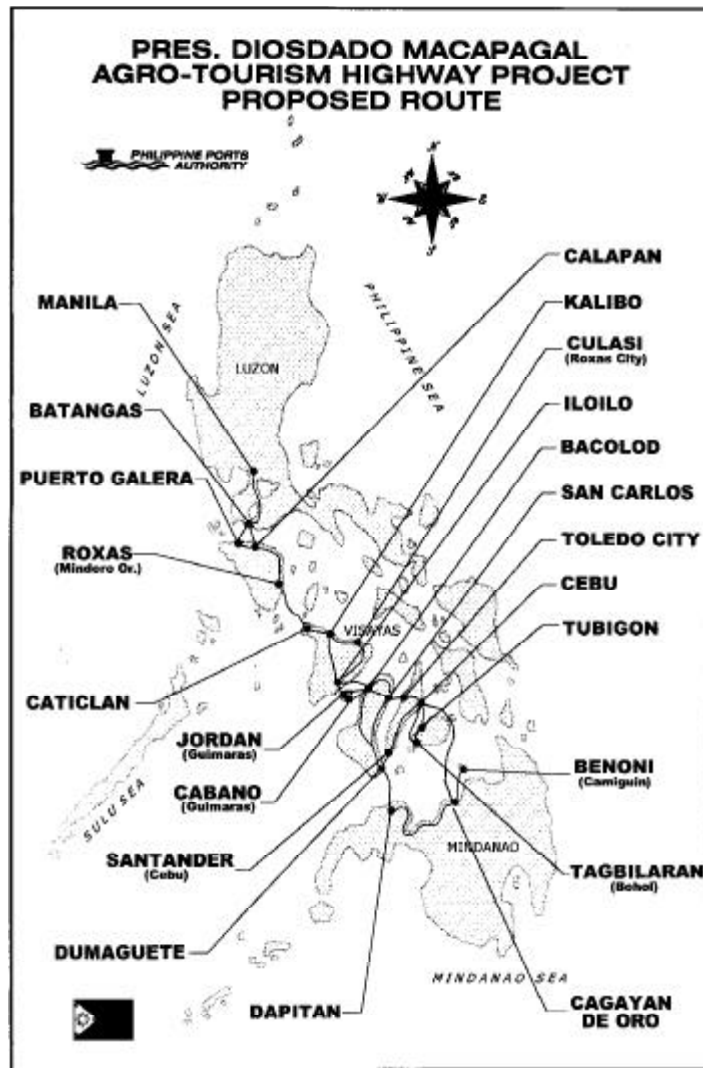 PRES. DIOSDADO MACAPAGAL
AGRO-TOURISM HIGHWAY PROJECT
PROPOSED ROUTE
PHILIPPINE PORTS
AUTHORITY
N
W
E
S
CALAPAN
MANILA
KALIBO
LUZON SEA
PHILIPPINE SEA
CULASI
(Roxas City)
LUZON
BATANGAS
ILOILO
BACOLOD
PUERTO GALERA
SAN CARLOS
ROXAS
(Mindoro Or.)
TOLEDO CITY
CEBU
VISAYAS
TUBIGON
CATICLAN
JORDAN
(Guimaras)
BENONI
(Camiguin)
CABANO
(Guimaras)
SULU SEA
MINDANAO
SANTANDER
(Cebu)
TAGBILARAN
(Bohol)
DUMAGUETE
MINDANAO SEA
DAPITAN
CAGAYAN
DE ORO